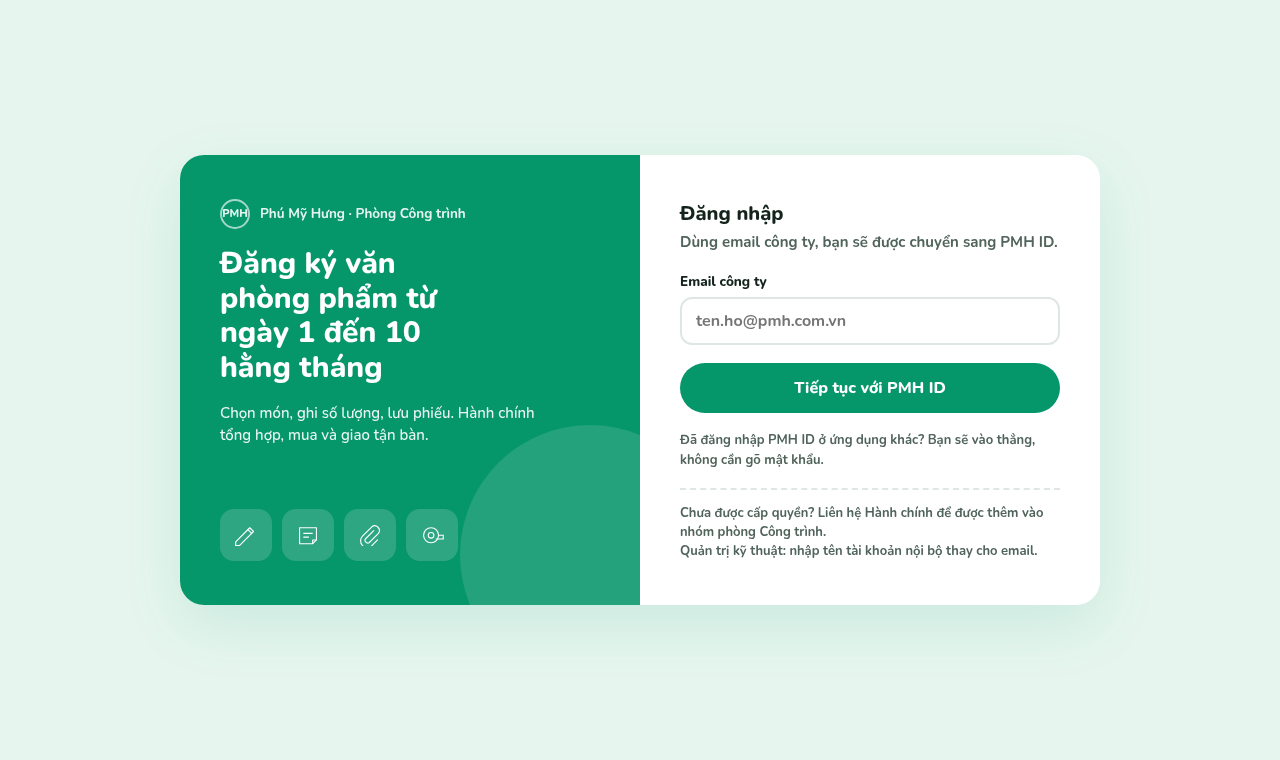 PMH Phú Mỹ Hưng · Phòng Công trình
Đăng ký văn
phòng phẩm từ
ngày 1 đến 10
hằng tháng
Chọn món, ghi số lượng, lưu phiếu. Hành chính
tổng hợp, mua và giao tận bàn.
Đăng nhập
Dùng email công ty, bạn sẽ được chuyển sang PMH ID.
Email công ty
ten.ho@pmh.com.vn
Tiếp tục với PMH ID
Đã đăng nhập PMH ID ở ứng dụng khác? Bạn sẽ vào thẳng,
không cần gõ mật khẩu.
Chưa được cấp quyền? Liên hệ Hành chính để được thêm vào
nhóm phòng Công trình.
Quản trị kỹ thuật: nhập tên tài khoản nội bộ thay cho email.